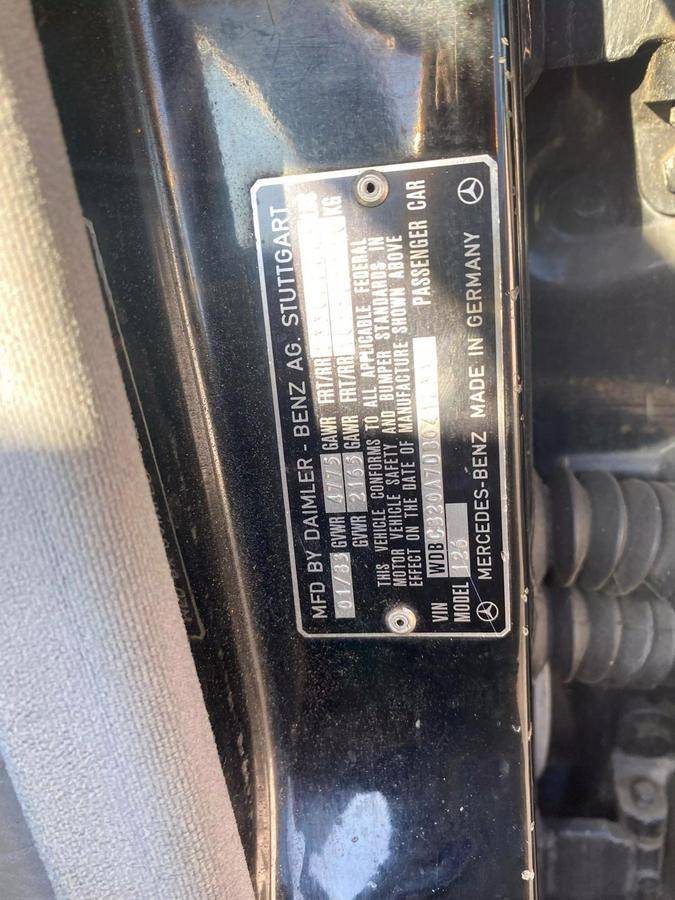 MFD BY DAIMLER - BENZ AG. STUTTGART
GVWR 4775 GAWR FRT/RR
GVWR 2165 GAWR FRT/RR KG
THIS VEHICLE CONFORMS TO ALL APPLICABLE FEDERAL
MOTOR VEHICLE SAFETY AND BUMPER STANDARDS IN
EFFECT ON THE DATE OF MANUFACTURE SHOWN ABOVE
VIN WDB PASSENGER CAR
MODEL 126
MERCEDES-BENZ MADE IN GERMANY